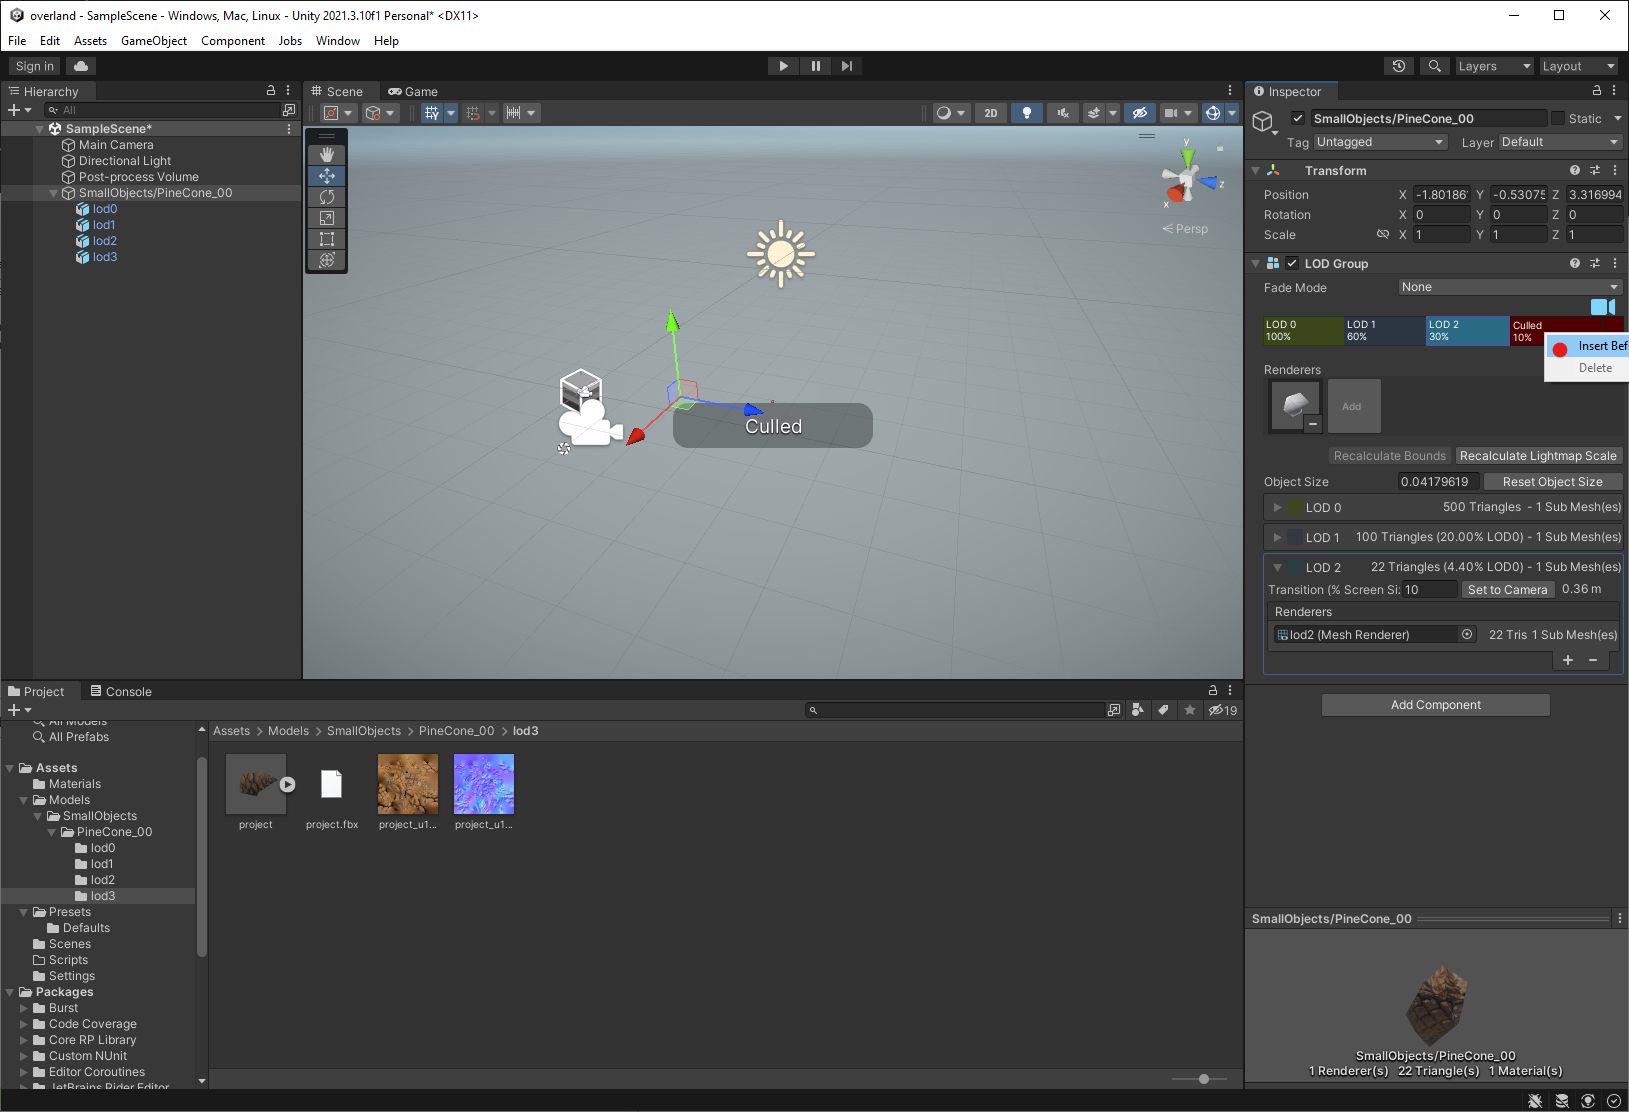 overland - SampleScene - Windows, Mac, Linux - Unity 2021.3.10f1 Personal* <DX11>
File Edit Assets GameObject Component Jobs Window Help
Sign in
Layers Layout
Hierarchy
All
SampleScene*
Main Camera
Directional Light
Post-process Volume
SmallObjects/PineCone_00
lod0
lod1
lod2
lod3
Scene Game
2D
y
z
x
Persp
Culled
Inspector
SmallObjects/PineCone_00 Static
Tag Untagged Layer Default
Transform
Position X -1.80186 Y -0.53075 Z 3.316994
Rotation X 0 Y 0 Z 0
Scale X 1 Y 1 Z 1
LOD Group
Fade Mode None
LOD 0 LOD 1 LOD 2 Culled
100% 60% 30% 10%
Insert Bef
Delete
Renderers
Add
Recalculate Bounds Recalculate Lightmap Scale
Object Size 0.04179619 Reset Object Size
LOD 0 500 Triangles - 1 Sub Mesh(es)
LOD 1 100 Triangles (20.00% LOD0) - 1 Sub Mesh(es)
LOD 2 22 Triangles (4.40% LOD0) - 1 Sub Mesh(es)
Transition (% Screen Si: 10 Set to Camera 0.36 m
Renderers
lod2 (Mesh Renderer) 22 Tris 1 Sub Mesh(es)
Add Component
Project Console
19
All Models
All Prefabs
Assets
Materials
Models
SmallObjects
PineCone_00
lod0
lod1
lod2
lod3
Presets
Defaults
Scenes
Scripts
Settings
Packages
Burst
Code Coverage
Core RP Library
Custom NUnit
Editor Coroutines
JetBrains Rider Editor
Assets > Models > SmallObjects > PineCone_00 > lod3
project project.fbx project_u1... project_u1...
SmallObjects/PineCone_00
SmallObjects/PineCone_00
1 Renderer(s) 22 Triangle(s) 1 Material(s)